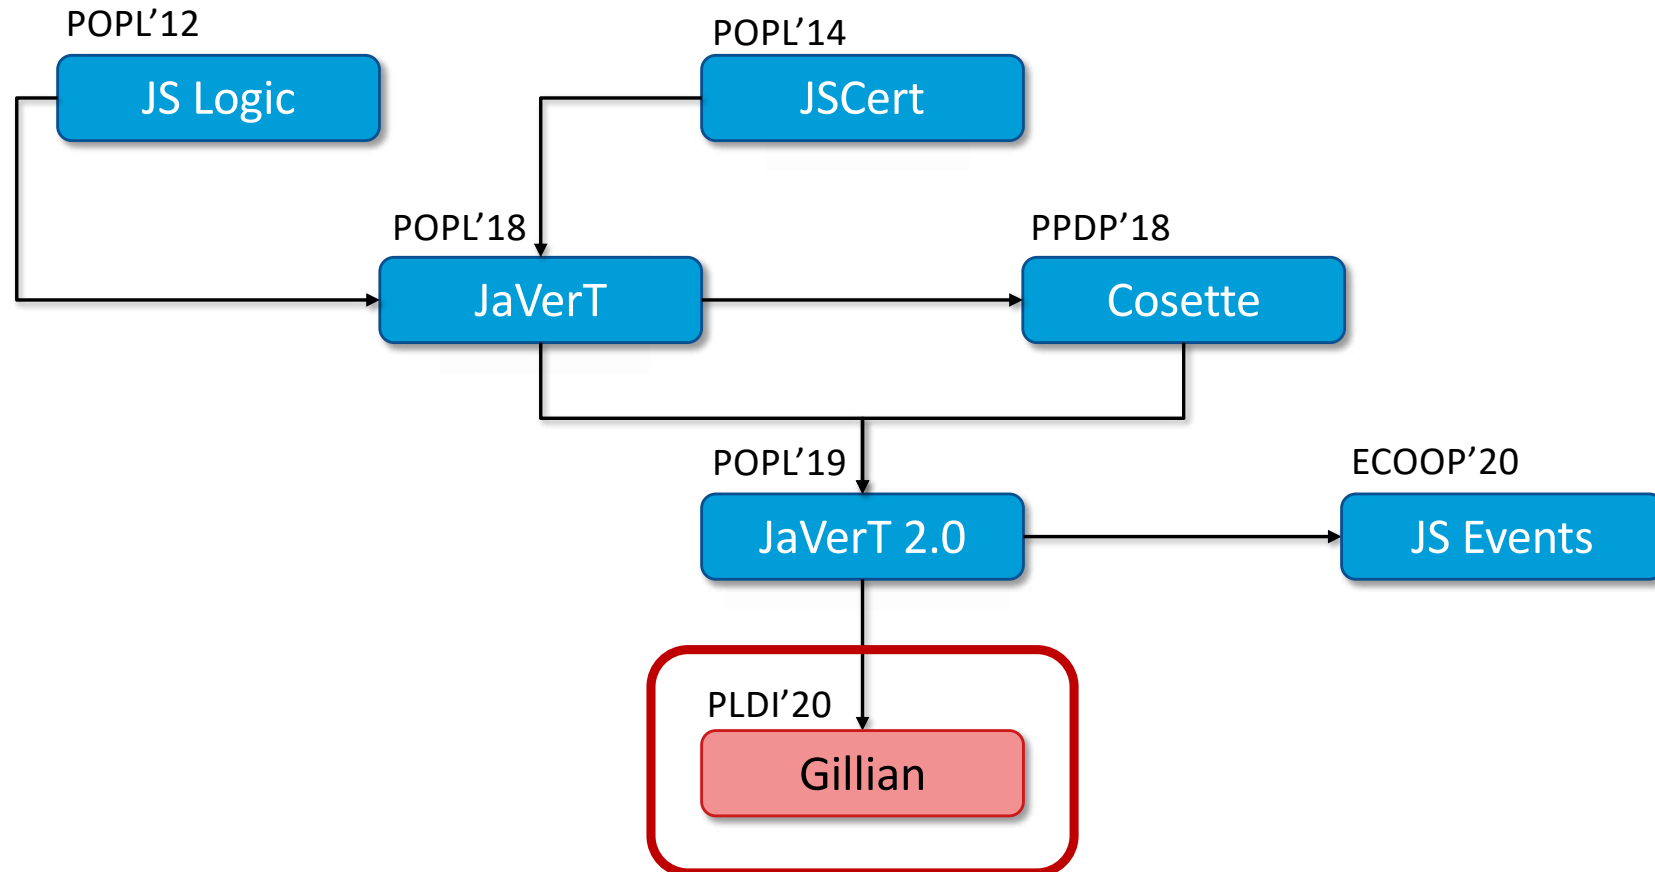 POPL’12
JS Logic
POPL’14
JSCert
POPL’18
JaVerT
PPDP’18
Cosette
POPL’19
JaVerT 2.0
ECOOP’20
JS Events
PLDI’20
Gillian